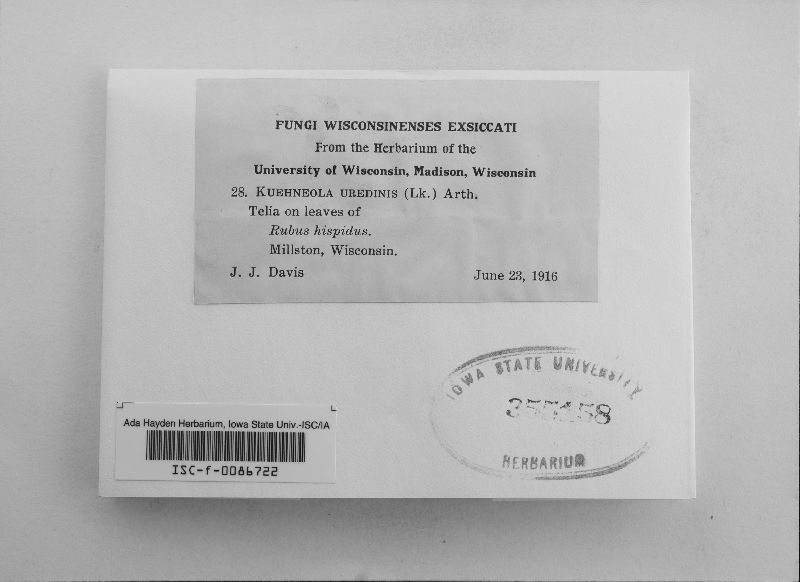 FUNGI WISCONSINENSES EXSICCATI
From the Herbarium of the
University of Wisconsin, Madison, Wisconsin
28. KUEHNEOLA UREDINIS (Lk.) Arth.
Telia on leaves of
Rubus hispidus.
Millston, Wisconsin.
J. J. Davis June 23, 1916
IOWA STATE UNIVERSITY
HERBARIUM
Ada Hayden Herbarium, Iowa State Univ.-ISC/IA
ISC-f-0086722